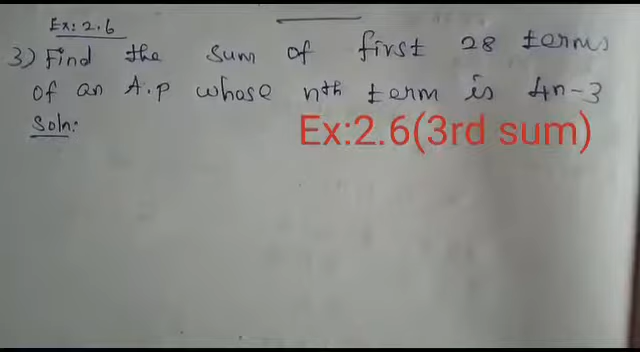 Ex: 2.6
3) Find the sum of first 28 terms
of an A.P whose nth term is 4n-3
Soln:
Ex:2.6(3rd sum)